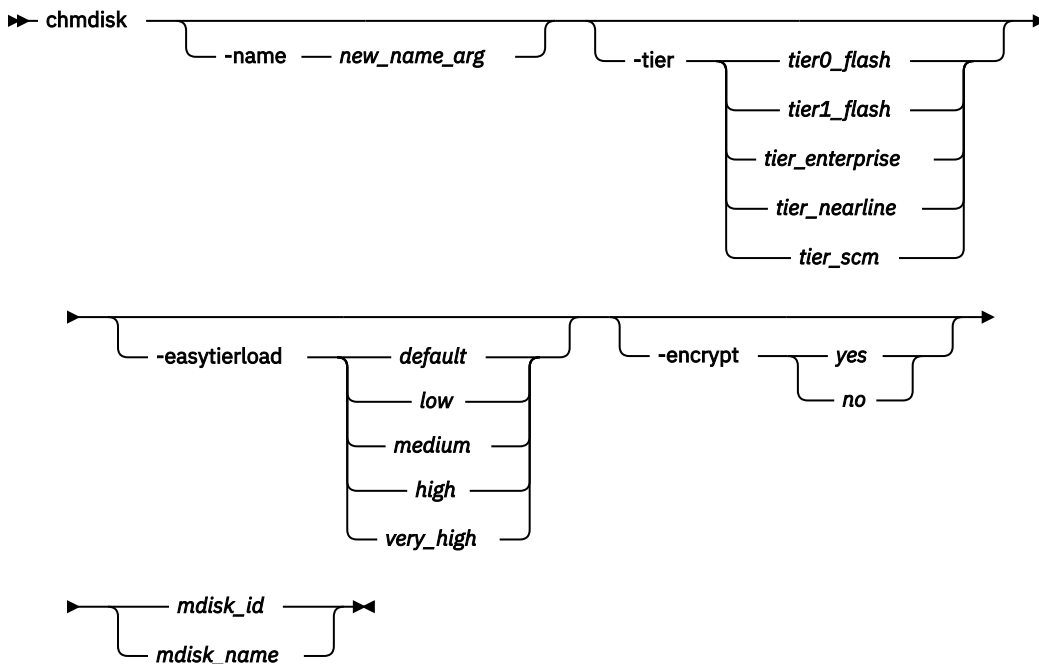 chmdisk
-name new_name_arg -tier tier0_flash
tier1_flash
tier_enterprise
tier_nearline
tier_scm
-easytierload default -encrypt yes
low no
medium
high
very_high
mdisk_id
mdisk_name